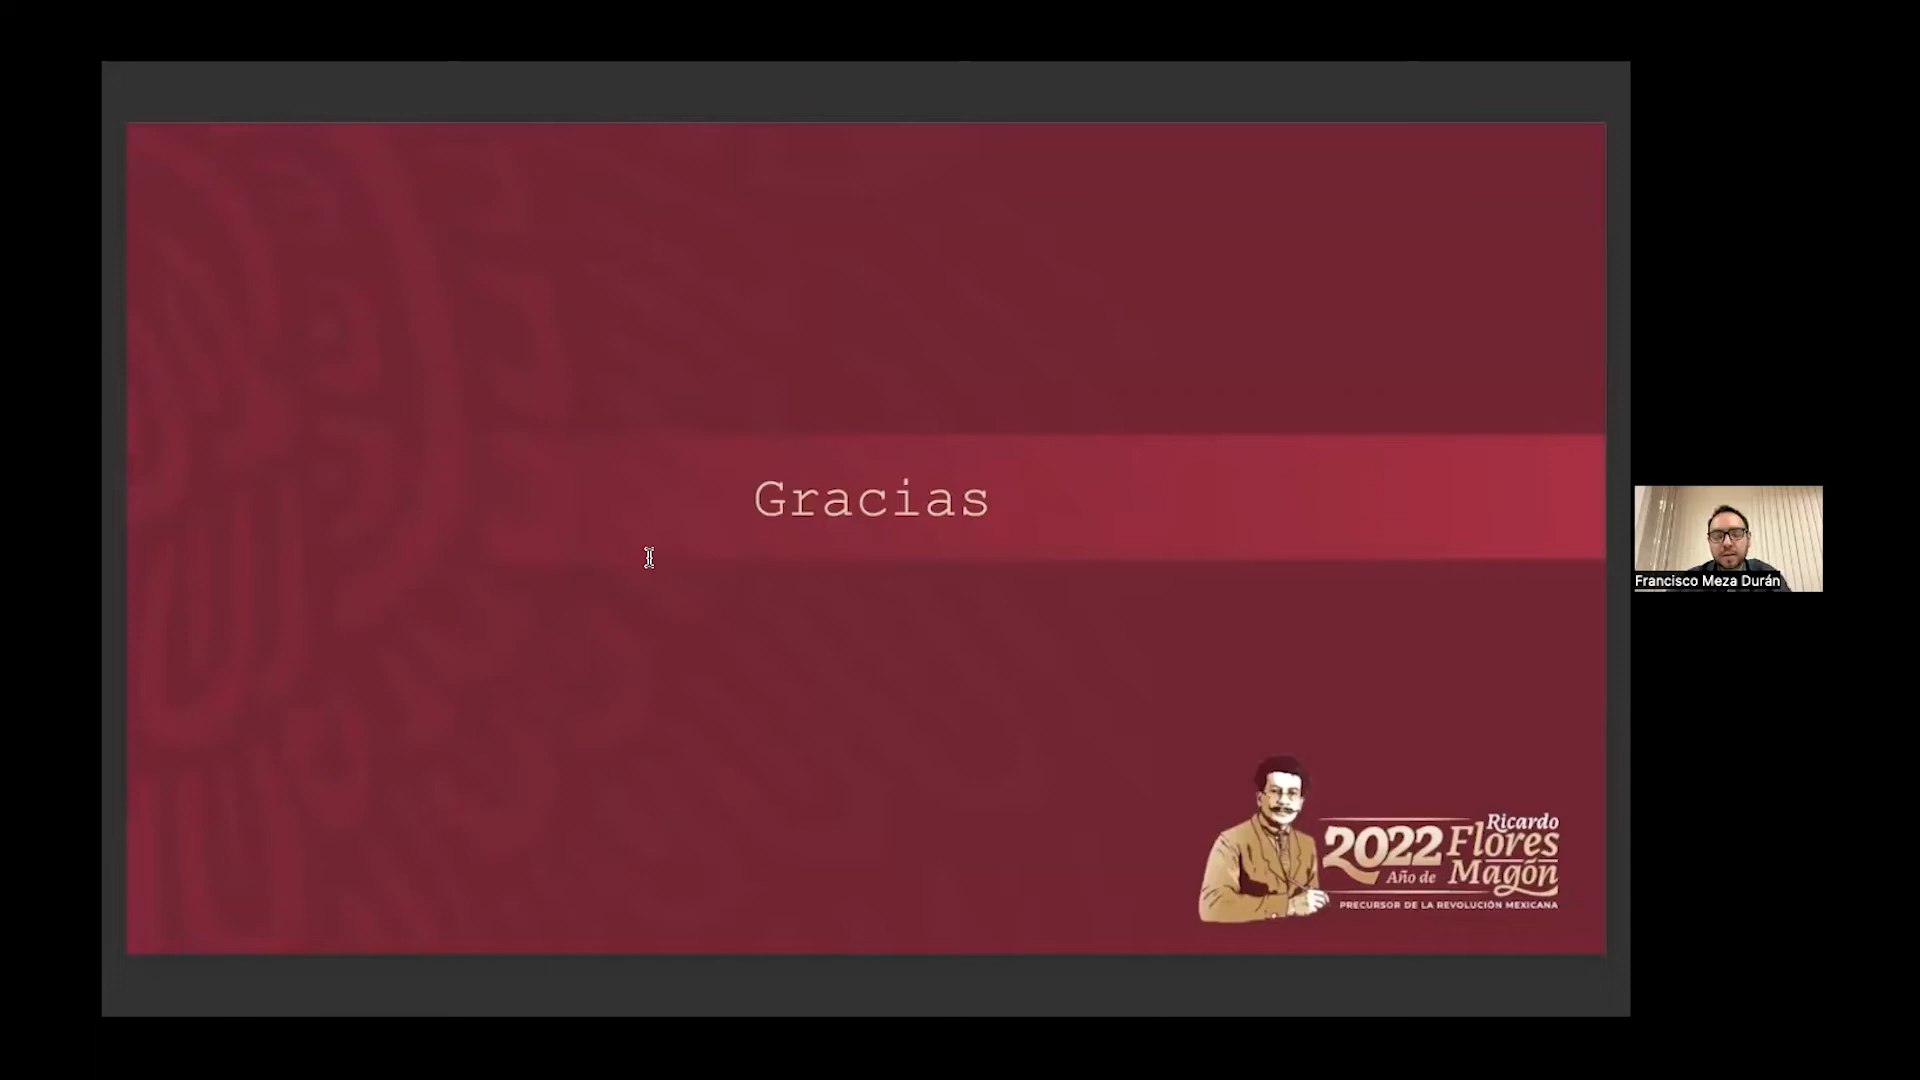 Gracias
Francisco Meza Durán
Ricardo
2022 Flores
Año de Magón
PRECURSOR DE LA REVOLUCIÓN MEXICANA